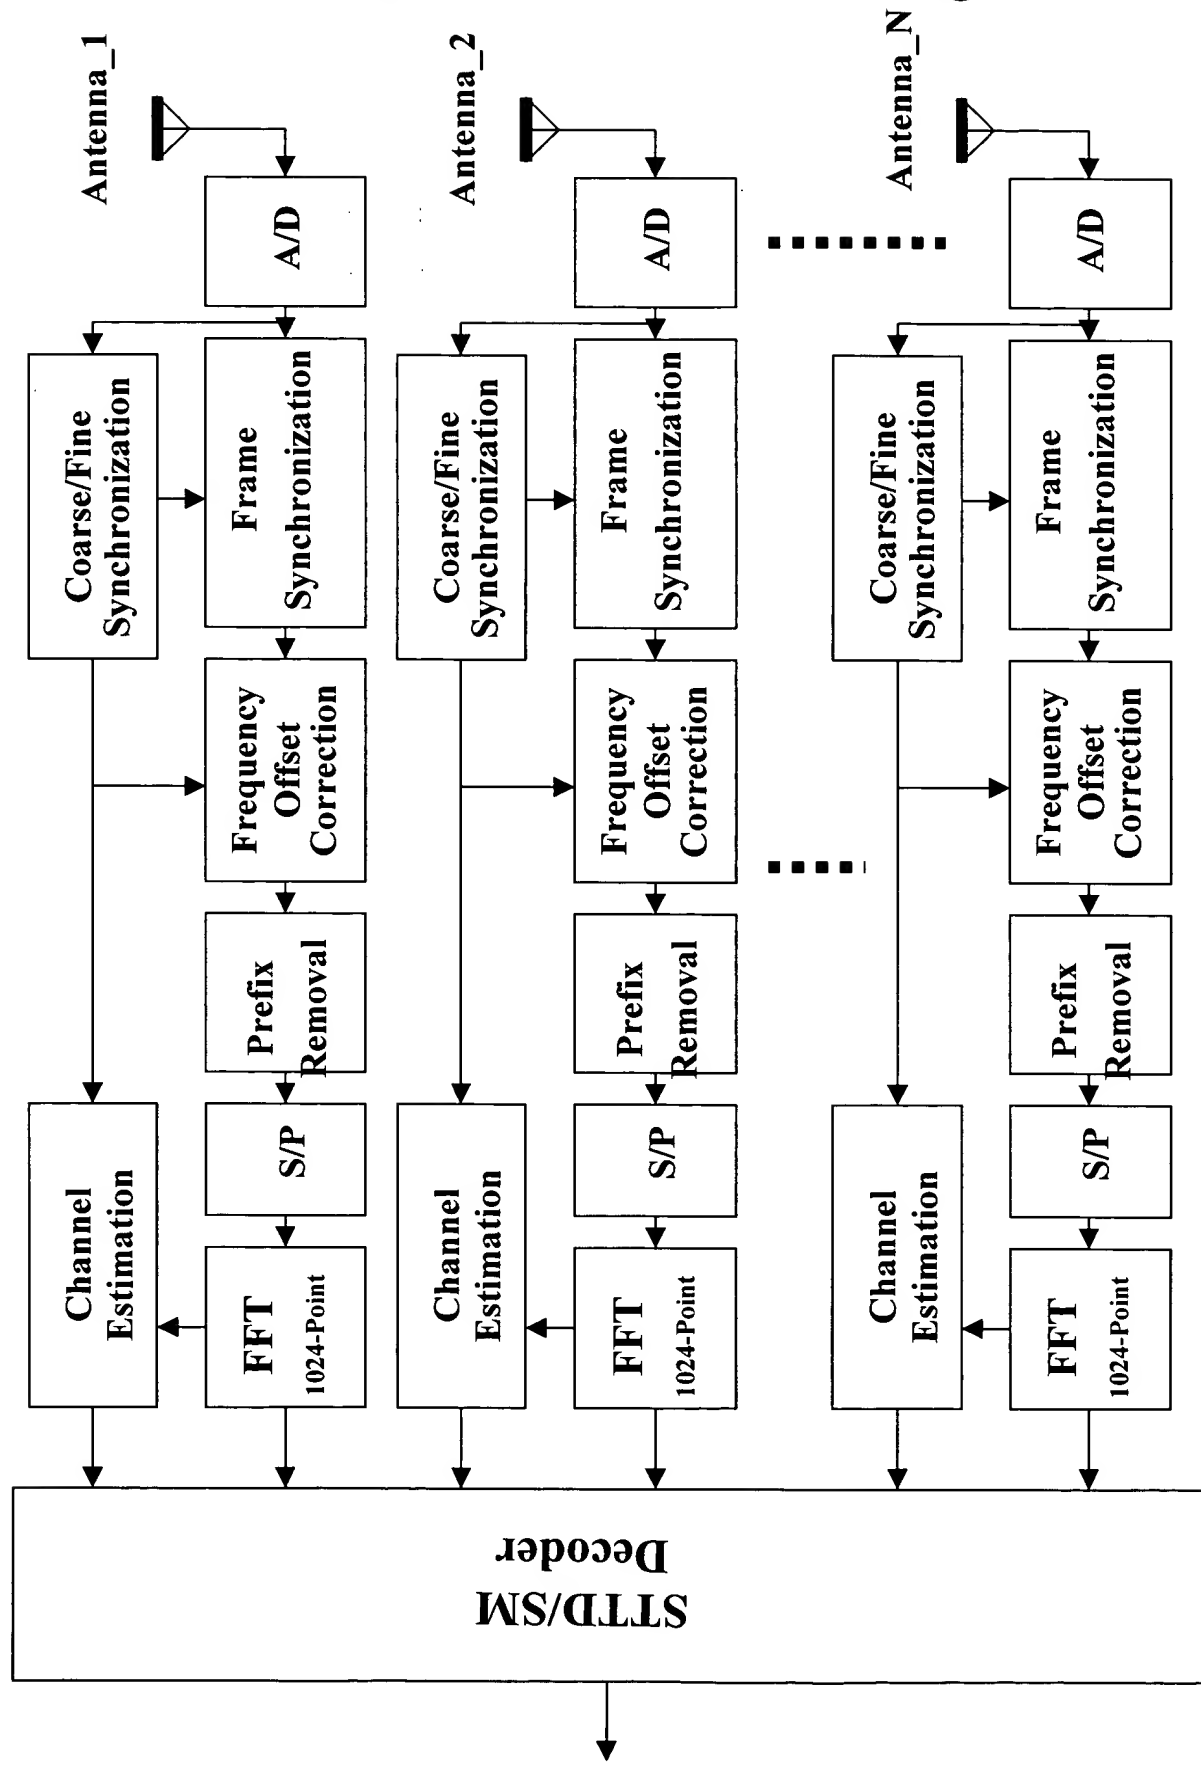 Antenna_1
A/D
Coarse/Fine
Synchronization
Frame
Synchronization
Frequency
Offset
Correction
Prefix
Removal
S/P
FFT
1024-Point
Channel
Estimation
Antenna_2
A/D
Coarse/Fine
Synchronization
Frame
Synchronization
Frequency
Offset
Correction
Prefix
Removal
S/P
FFT
1024-Point
Channel
Estimation
Antenna_N
A/D
Coarse/Fine
Synchronization
Frame
Synchronization
Frequency
Offset
Correction
Prefix
Removal
S/P
FFT
1024-Point
Channel
Estimation
STTD/SM
Decoder